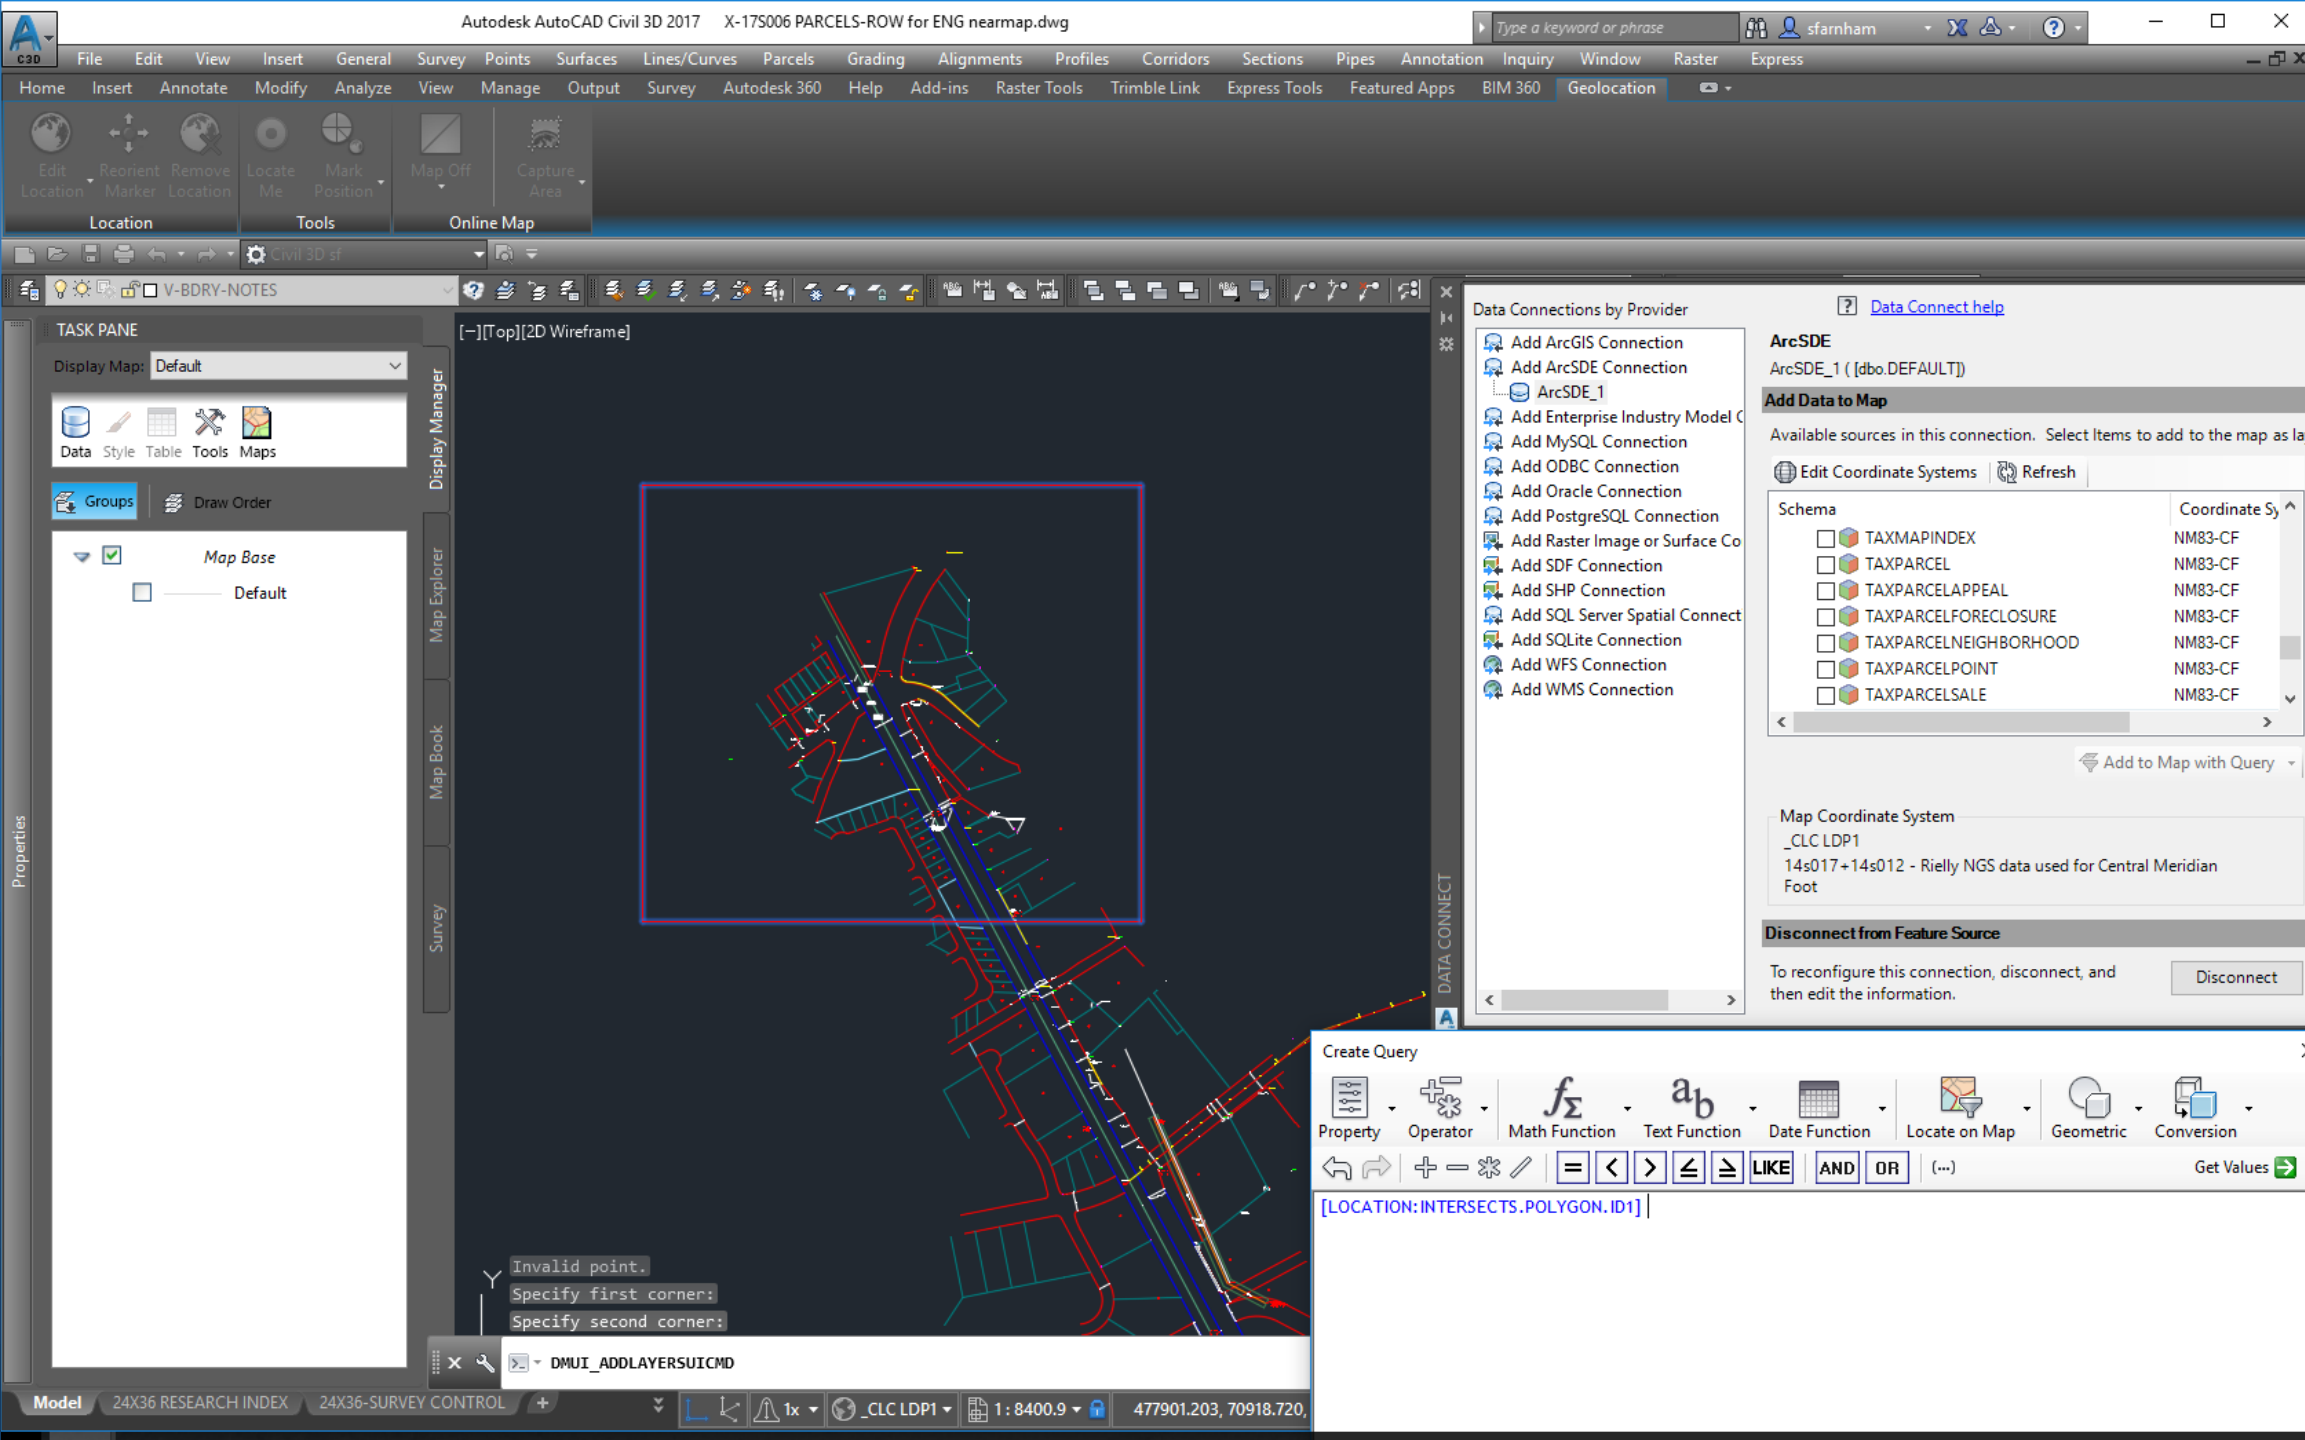 Autodesk AutoCAD Civil 3D 2017 X-17S006 PARCELS-ROW for ENG nearmap.dwg
Type a keyword or phrase
sfarnham
C3D
File Edit View Insert General Survey Points Surfaces Lines/Curves Parcels Grading Alignments Profiles Corridors Sections Pipes Annotation Inquiry Window Raster Express
Home Insert Annotate Modify Analyze View Manage Output Survey Autodesk 360 Help Add-ins Raster Tools Trimble Link Express Tools Featured Apps BIM 360 Geolocation
Edit Location
Reorient Marker
Remove Location
Locate Me
Mark Position
Map Off
Capture Area
Location Tools Online Map
Civil 3D sf
V-BDRY-NOTES
TASK PANE
Display Map: Default
Data Style Table Tools Maps
Groups Draw Order
Map Base
Default
Properties
Display Manager
Map Explorer
Map Book
Survey
[−][Top][2D Wireframe]
Invalid point.
Specify first corner:
Specify second corner:
Y
DMUI_ADDLAYERSUICMD
Model 24X36 RESEARCH INDEX 24X36-SURVEY CONTROL +
1x _CLC LDP1 1 : 8400.9 477901.203, 70918.720,
DATA CONNECT
Data Connections by Provider
Add ArcGIS Connection
Add ArcSDE Connection
ArcSDE_1
Add Enterprise Industry Model C
Add MySQL Connection
Add ODBC Connection
Add Oracle Connection
Add PostgreSQL Connection
Add Raster Image or Surface Co
Add SDF Connection
Add SHP Connection
Add SQL Server Spatial Connect
Add SQLite Connection
Add WFS Connection
Add WMS Connection
Data Connect help
ArcSDE
ArcSDE_1 ( [dbo.DEFAULT])
Add Data to Map
Available sources in this connection. Select Items to add to the map as la
Edit Coordinate Systems Refresh
Schema Coordinate Sy
TAXMAPINDEX NM83-CF
TAXPARCEL NM83-CF
TAXPARCELAPPEAL NM83-CF
TAXPARCELFORECLOSURE NM83-CF
TAXPARCELNEIGHBORHOOD NM83-CF
TAXPARCELPOINT NM83-CF
TAXPARCELSALE NM83-CF
Add to Map with Query
Map Coordinate System
_CLC LDP1
14s017+14s012 - Rielly NGS data used for Central Meridian
Foot
Disconnect from Feature Source
To reconfigure this connection, disconnect, and
then edit the information.
Disconnect
Create Query
Property Operator Math Function Text Function Date Function Locate on Map Geometric Conversion
= < > ≤ ≥ LIKE AND OR (...) Get Values
[LOCATION:INTERSECTS.POLYGON.ID1]